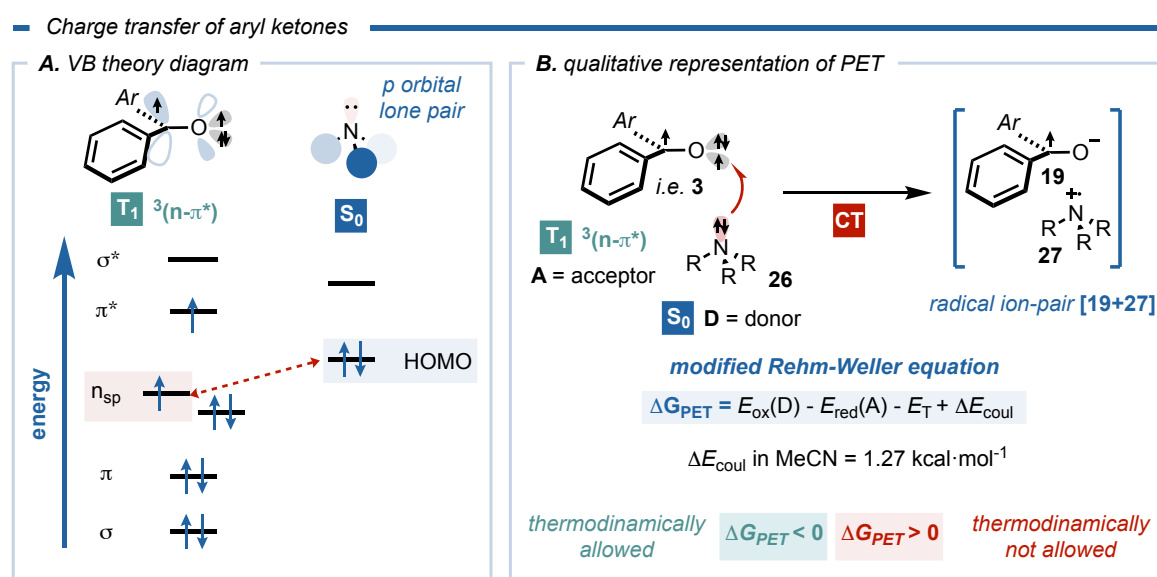 Charge transfer of aryl ketones
A. VB theory diagram
Ar
O
N
p orbital
lone pair
T1 3(n-π*)
S0
energy
σ*
π*
nsp
HOMO
π
σ
B. qualitative representation of PET
Ar
O
i.e. 3
T1 3(n-π*)
A = acceptor
N
R R
R
26
S0 D = donor
CT
Ar
O–
19
+·
N
R R
R
27
radical ion-pair [19+27]
modified Rehm-Weller equation
ΔGPET = Eox(D) - Ered(A) - ET + ΔEcoul
ΔEcoul in MeCN = 1.27 kcal·mol-1
thermodinamically
allowed
ΔGPET < 0
ΔGPET > 0
thermodinamically
not allowed